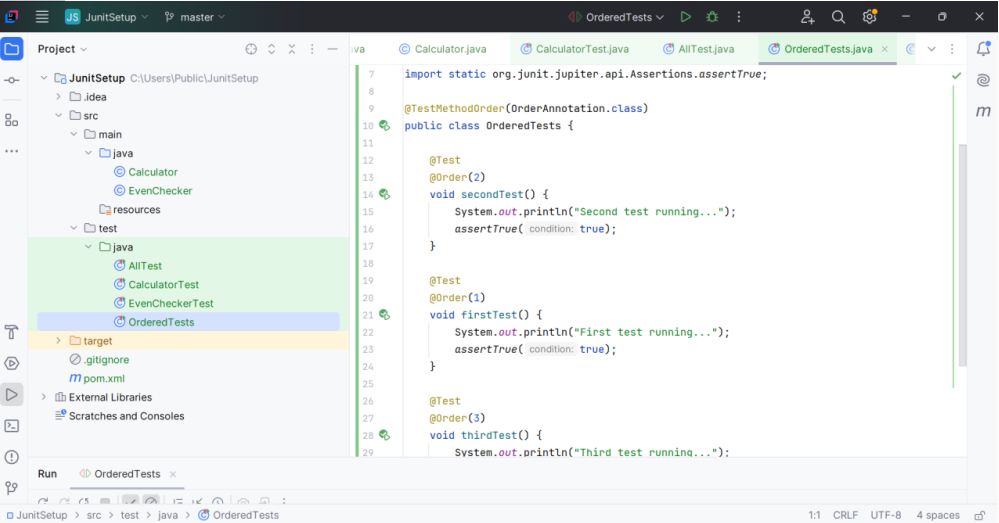 JS JunitSetup master OrderedTests
Project
va Calculator.java CalculatorTest.java AllTest.java OrderedTests.java
JunitSetup C:\Users\Public\JunitSetup
.idea
src
main
java
Calculator
EvenChecker
resources
test
java
AllTest
CalculatorTest
EvenCheckerTest
OrderedTests
target
.gitignore
m pom.xml
External Libraries
Scratches and Consoles
7 import static org.junit.jupiter.api.Assertions.assertTrue;
8
9 @TestMethodOrder(OrderAnnotation.class)
10 public class OrderedTests {
11
12 @Test
13 @Order(2)
14 void secondTest() {
15 System.out.println("Second test running...");
16 assertTrue( condition: true);
17 }
18
19 @Test
20 @Order(1)
21 void firstTest() {
22 System.out.println("First test running...");
23 assertTrue( condition: true);
24 }
25
26 @Test
27 @Order(3)
28 void thirdTest() {
29 System.out.println("Third test running...");
m
Run OrderedTests
JunitSetup > src > test > java > OrderedTests 1:1 CRLF UTF-8 4 spaces